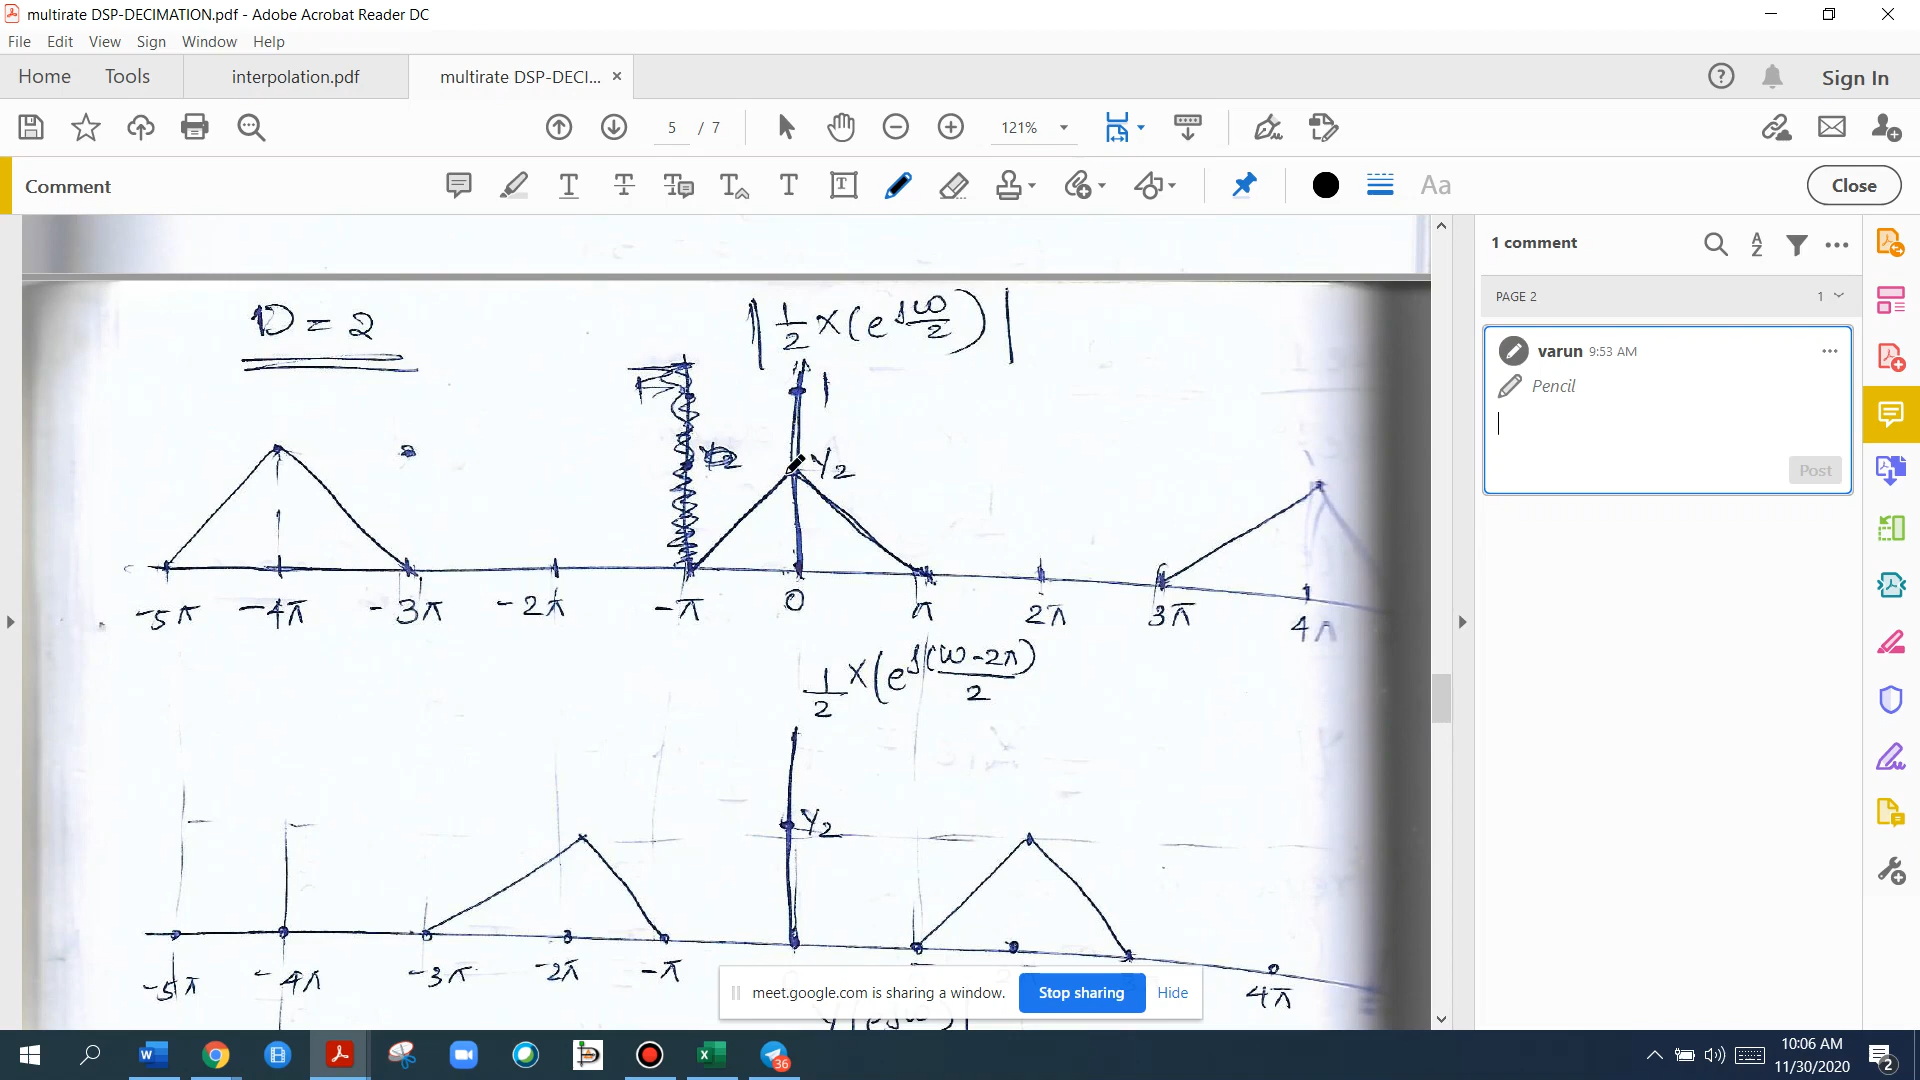 multirate DSP-DECIMATION.pdf - Adobe Acrobat Reader DC
File Edit View Sign Window Help
Home Tools interpolation.pdf multirate DSP-DECI... × Sign In
5 / 7 121%
Comment Close
1 comment
PAGE 2 1
varun 9:53 AM
Pencil
Post
D = 2
|1/2 X(e^jω/2)|
1
1/2
-5π -4π -3π -2π -π 0 π 2π 3π 4π
1/2 X(e^j(ω-2π)/2
1/2
-5π -4π -3π -2π -π 4π
meet.google.com is sharing a window. Stop sharing Hide
36
10:06 AM
11/30/2020
2